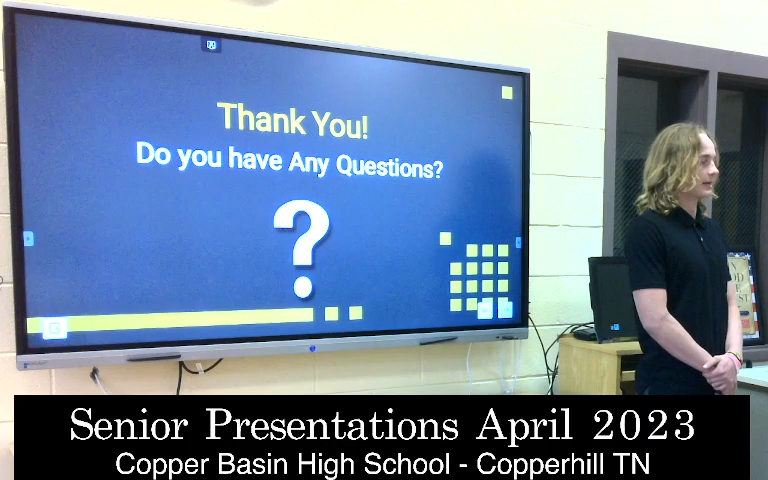 Thank You!
Do you have Any Questions?
?
Senior Presentations April 2023
Copper Basin High School - Copperhill TN